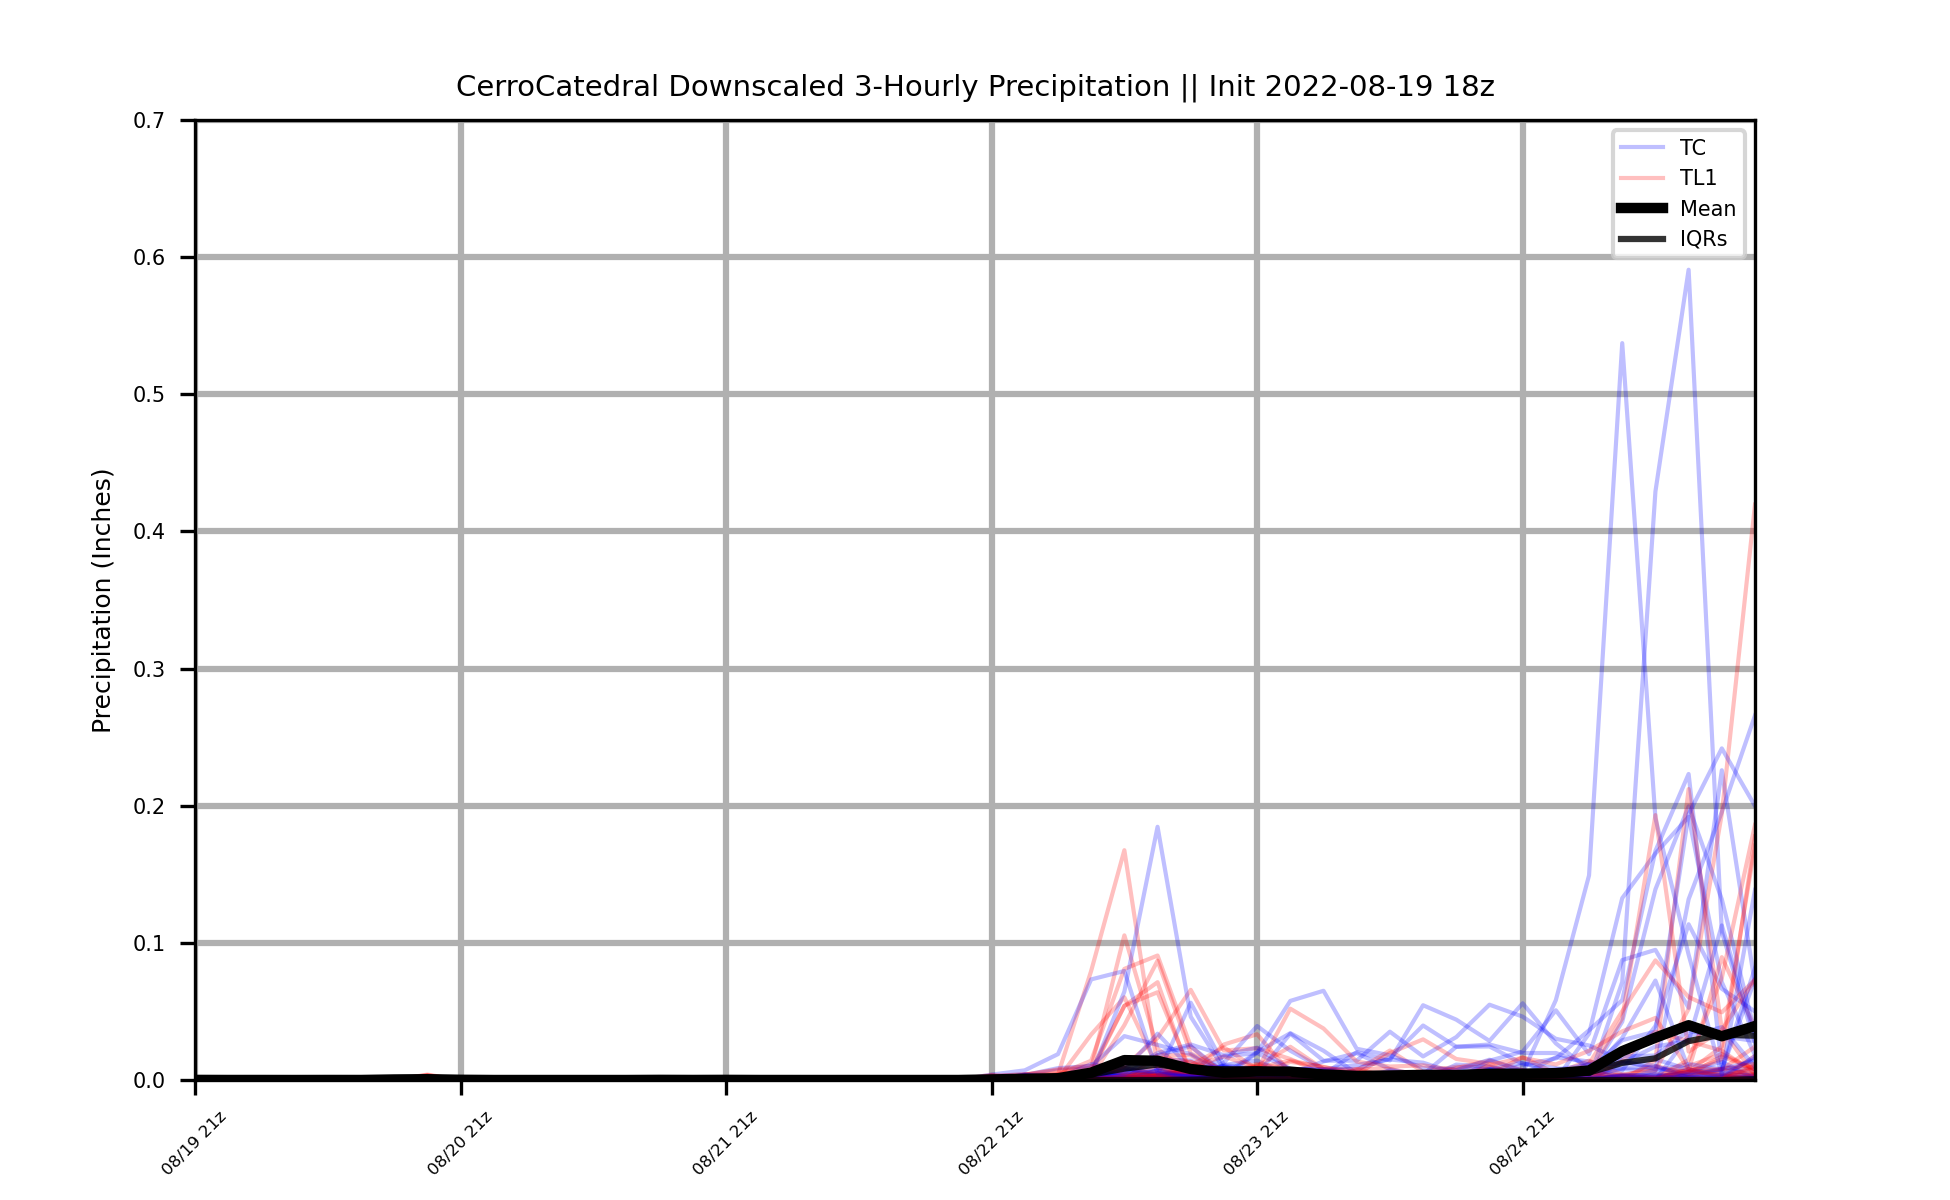 CerroCatedral Downscaled 3-Hourly Precipitation || Init 2022-08-19 18z
TC
TL1
Mean
IQRs
Precipitation (Inches)
0.7
0.6
0.5
0.4
0.3
0.2
0.1
0.0
08/19 21z
08/20 21z
08/21 21z
08/22 21z
08/23 21z
08/24 21z